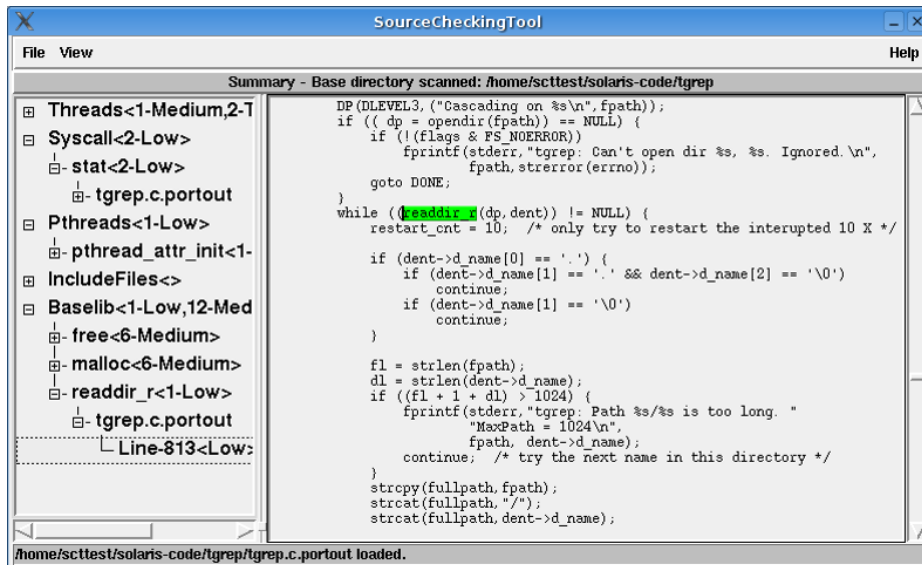 SourceCheckingTool
File View Help
Summary - Base directory scanned: /home/scttest/solaris-code/tgrep
Threads<1-Medium,2-T
Syscall<2-Low>
stat<2-Low>
tgrep.c.portout
Pthreads<1-Low>
pthread_attr_init<1-
IncludeFiles<>
Baselib<1-Low,12-Med
free<6-Medium>
malloc<6-Medium>
readdir_r<1-Low>
tgrep.c.portout
Line-813<Low>
DP(DLEVEL3,("Cascading on %s\n",fpath));
if (( dp = opendir(fpath)) == NULL) {
if (!(flags & FS_NOERROR))
fprintf(stderr,"tgrep: Can't open dir %s, %s. Ignored.\n",
fpath,strerror(errno));
goto DONE;
}
while ((readdir_r(dp,dent)) != NULL) {
restart_cnt = 10; /* only try to restart the interupted 10 X */
if (dent->d_name[0] == '.') {
if (dent->d_name[1] == '.' && dent->d_name[2] == '\0')
continue;
if (dent->d_name[1] == '\0')
continue;
}
fl = strlen(fpath);
dl = strlen(dent->d_name);
if ((fl + 1 + dl) > 1024) {
fprintf(stderr,"tgrep: Path %s/%s is too long. "
"MaxPath = 1024\n",
fpath, dent->d_name);
continue; /* try the next name in this directory */
}
strcpy(fullpath,fpath);
strcat(fullpath,"/");
strcat(fullpath,dent->d_name);
/home/scttest/solaris-code/tgrep/tgrep.c.portout loaded.